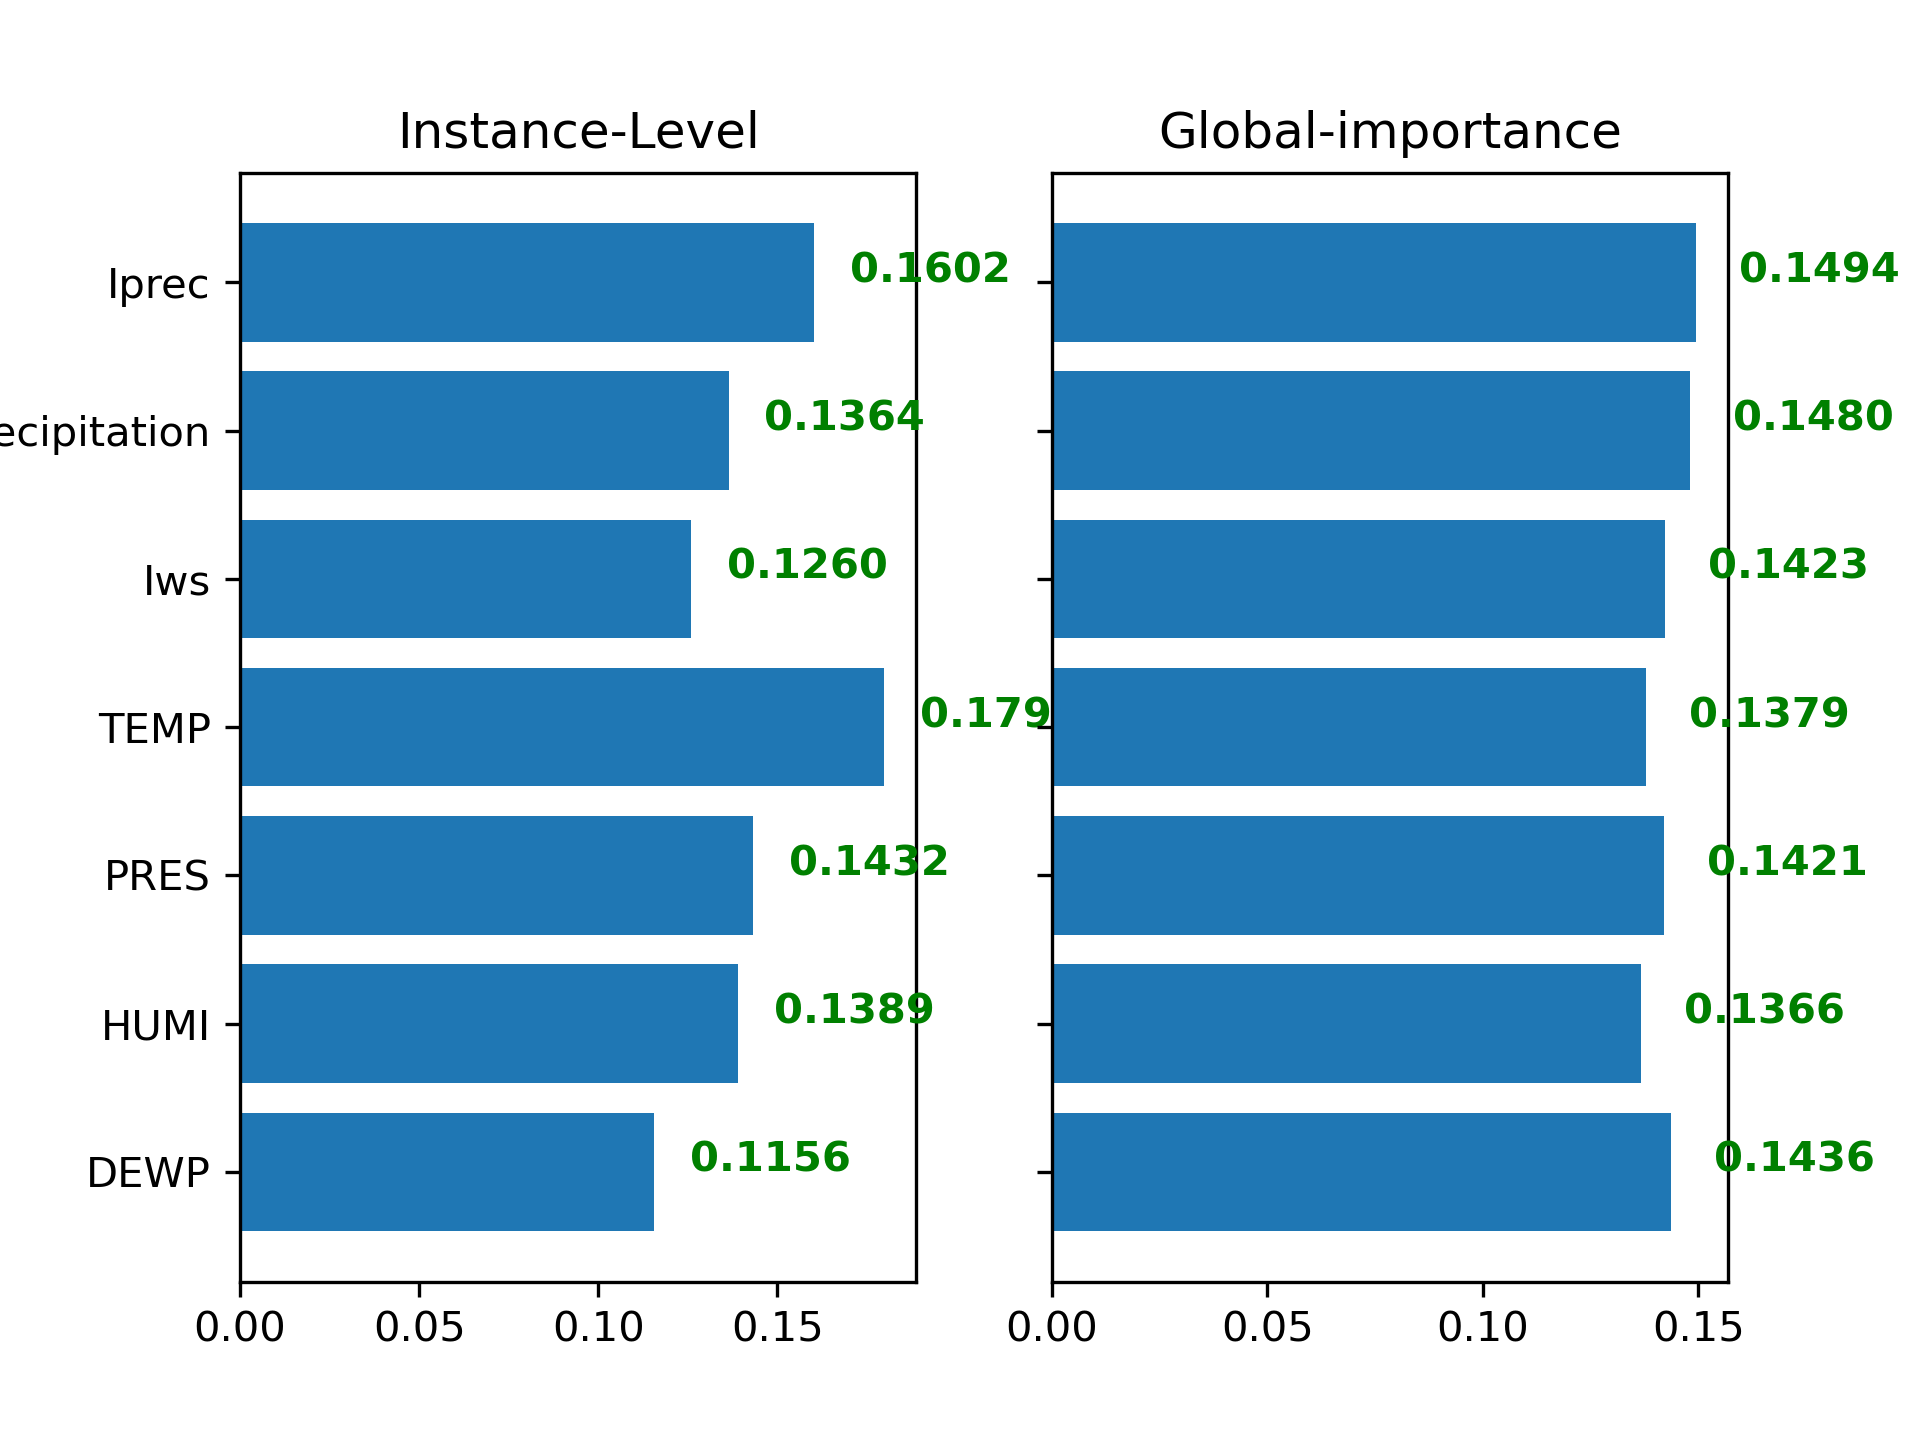 Instance-Level Global-importance
Iprec 0.1602 0.1494
ecipitation 0.1364 0.1480
Iws 0.1260 0.1423
TEMP 0.179 0.1379
PRES 0.1432 0.1421
HUMI 0.1389 0.1366
DEWP 0.1156 0.1436
0.00 0.05 0.10 0.15 0.00 0.05 0.10 0.15